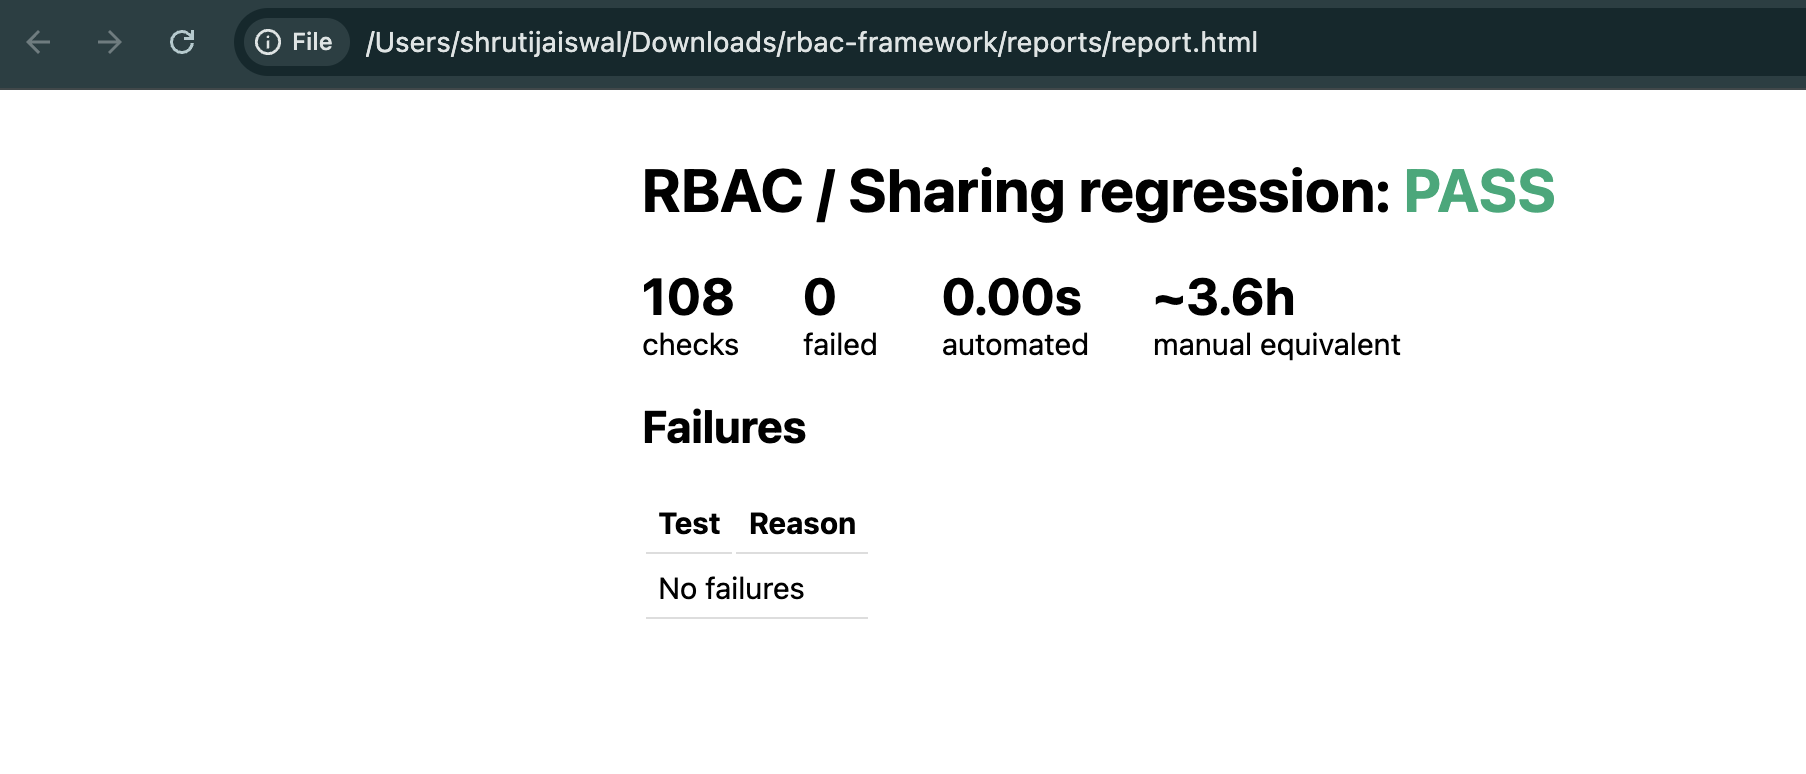 File /Users/shrutijaiswal/Downloads/rbac-framework/reports/report.html
RBAC / Sharing regression: PASS
108 0 0.00s ~3.6h
checks failed automated manual equivalent
Failures
Test Reason
No failures